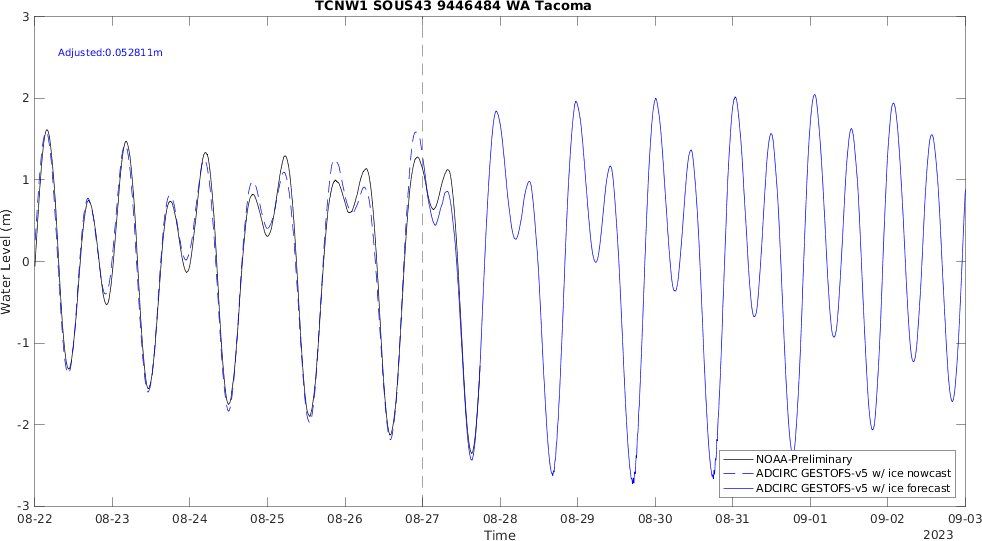 TCNW1 SOUS43 9446484 WA Tacoma
Adjusted:0.052811m
3
2
1
0
-1
-2
-3
Water Level (m)
NOAA-Preliminary
ADCIRC GESTOFS-v5 w/ ice nowcast
ADCIRC GESTOFS-v5 w/ ice forecast
08-22 08-23 08-24 08-25 08-26 08-27 08-28 08-29 08-30 08-31 09-01 09-02 09-03
Time
2023